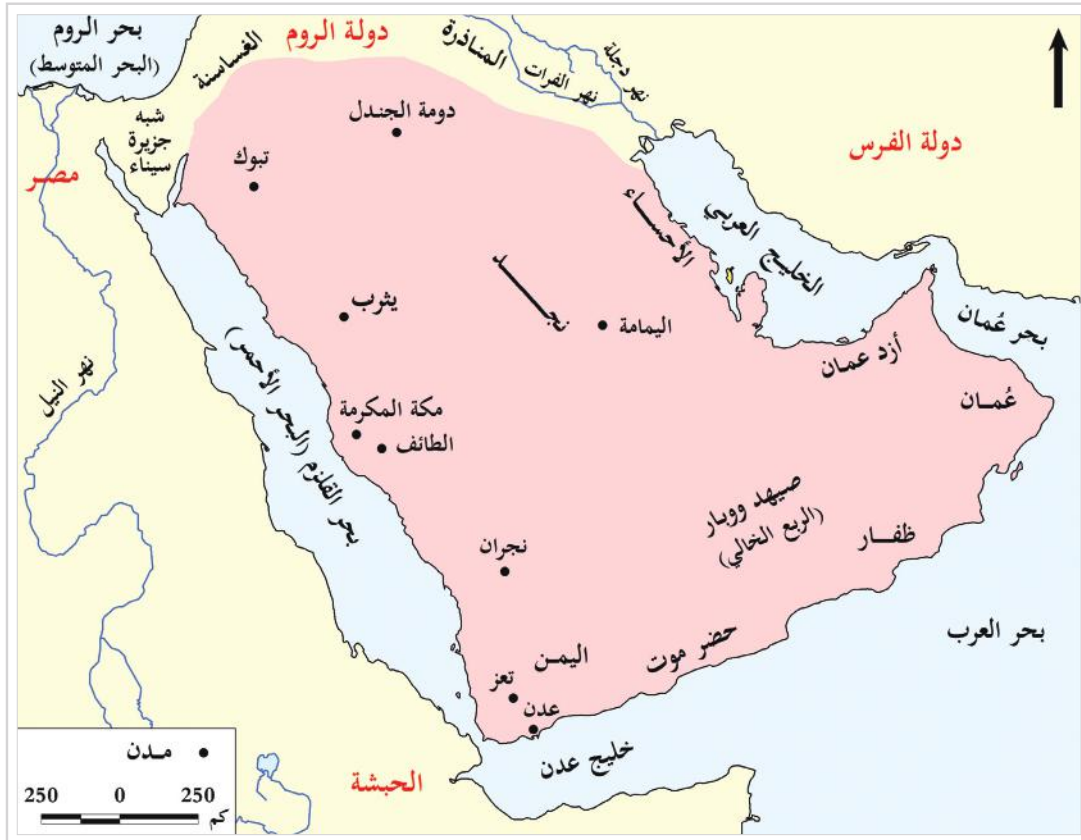 بحر الروم
(البحر المتوسط)
الغساسنة
دولة الروم
المناذرة
نهر دجلة
نهر الفرات
دولة الفرس
شبه
جزيرة
سيناء
مصر
دومة الجندل
تبوك
الأحساء
الخليج العربي
نجد
يثرب
اليمامة
بحر عُمان
أزد عمان
عُمان
نهر النيل
بحر القلزم (البحر الأحمر)
مكة المكرمة
الطائف
صيهد ووبار
(الربع الخالي)
ظفار
نجران
حضر موت
بحر العرب
اليمن
تعز
عدن
خليج عدن
الحبشة
مدن
250 0 250
كم